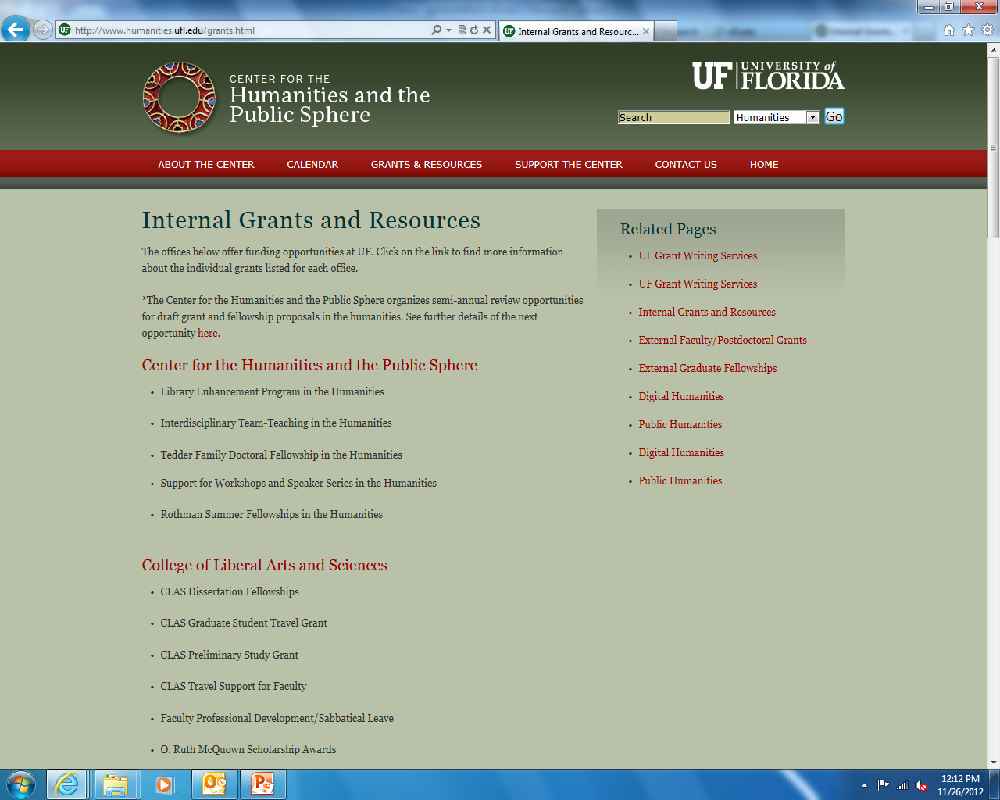 http://www.humanities.ufl.edu/grants.html
UF
Internal Grants and Resourc...
CENTER FOR THE
Humanities and the
Public Sphere
UF UNIVERSITY of
FLORIDA
Search
Humanities
Go
ABOUT THE CENTER
CALENDAR
GRANTS & RESOURCES
SUPPORT THE CENTER
CONTACT US
HOME
Internal Grants and Resources
The offices below offer funding opportunities at UF. Click on the link to find more information
about the individual grants listed for each office.
*The Center for the Humanities and the Public Sphere organizes semi-annual review opportunities
for draft grant and fellowship proposals in the humanities. See further details of the next
opportunity here.
Center for the Humanities and the Public Sphere
• Library Enhancement Program in the Humanities
• Interdisciplinary Team-Teaching in the Humanities
• Tedder Family Doctoral Fellowship in the Humanities
• Support for Workshops and Speaker Series in the Humanities
• Rothman Summer Fellowships in the Humanities
College of Liberal Arts and Sciences
• CLAS Dissertation Fellowships
• CLAS Graduate Student Travel Grant
• CLAS Preliminary Study Grant
• CLAS Travel Support for Faculty
• Faculty Professional Development/Sabbatical Leave
• O. Ruth McQuown Scholarship Awards
Related Pages
• UF Grant Writing Services
• UF Grant Writing Services
• Internal Grants and Resources
• External Faculty/Postdoctoral Grants
• External Graduate Fellowships
• Digital Humanities
• Public Humanities
• Digital Humanities
• Public Humanities
12:12 PM
11/26/2012